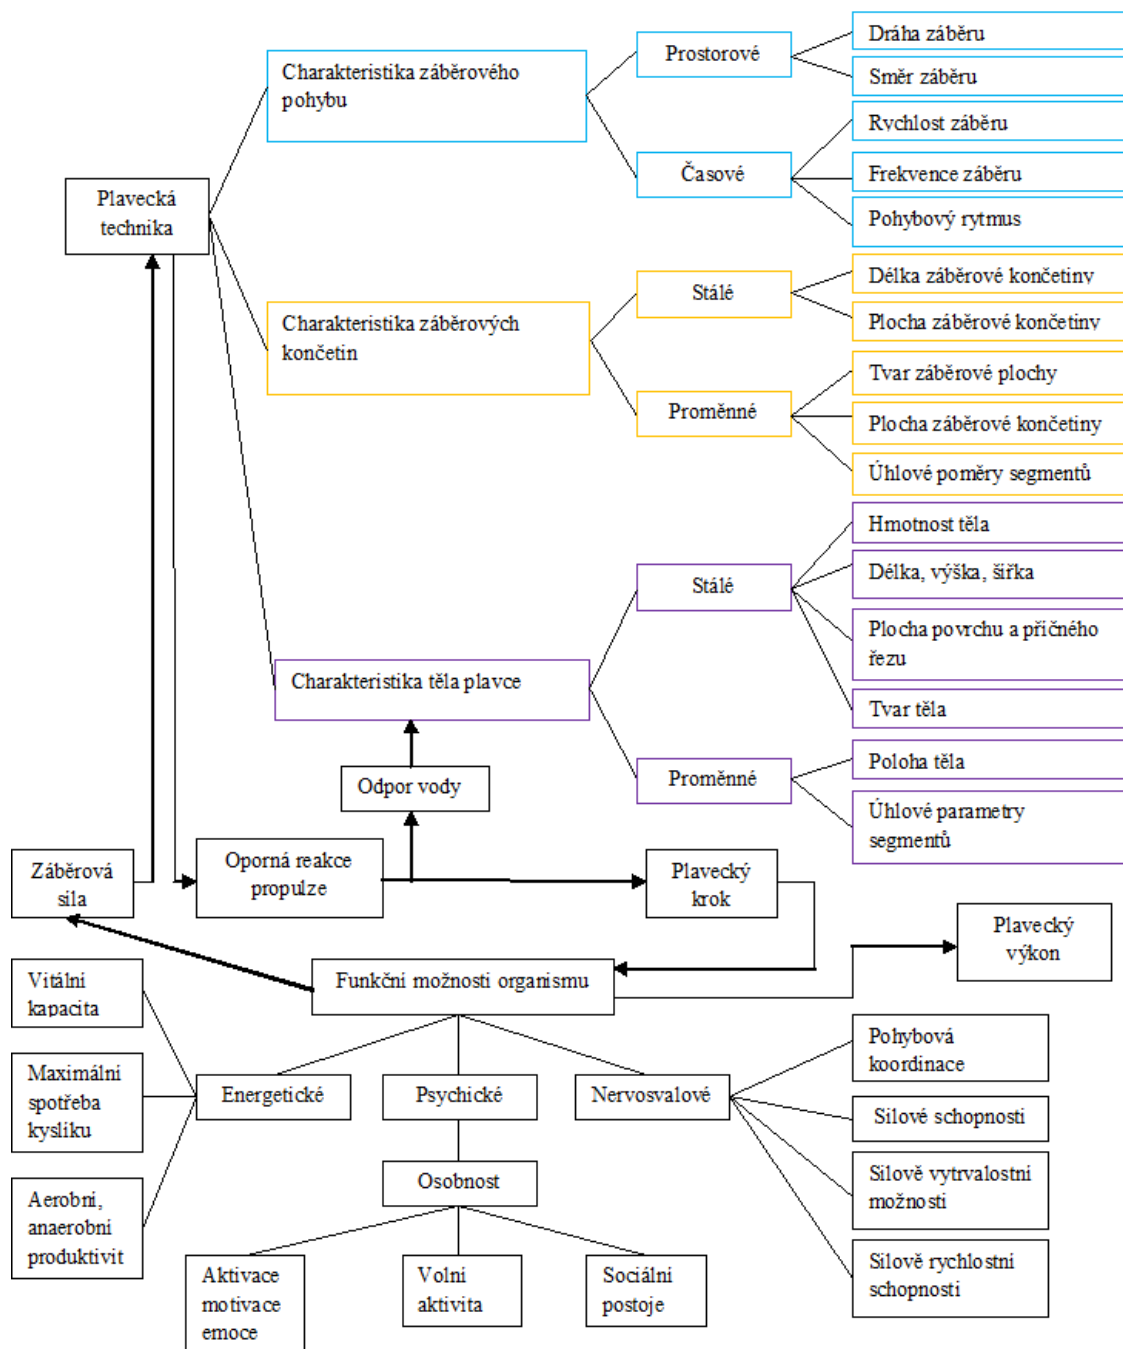 Prostorové
Dráha záběru
Směr záběru
Charakteristika záběrového
pohybu
Časové
Rychlost záběru
Frekvence záběru
Pohybový rytmus
Plavecká
technika
Charakteristika záběrových
končetin
Stálé
Délka záběrové končetiny
Plocha záběrové končetiny
Proměnné
Tvar záběrové plochy
Plocha záběrové končetiny
Úhlové poměry segmentů
Charakteristika těla plavce
Stálé
Hmotnost těla
Délka, výška, šířka
Plocha povrchu a příčného
řezu
Tvar těla
Proměnné
Poloha těla
Úhlové parametry
segmentů
Odpor vody
Záběrová
síla
Oporná reakce
propulze
Plavecký
krok
Plavecký
výkon
Funkční možnosti organismu
Vitální
kapacita
Maximální
spotřeba
kyslíku
Aerobní,
anaerobní
produktivit
Energetické
Psychické
Nervosvalové
Osobnost
Aktivace
motivace
emoce
Volní
aktivita
Sociální
postoje
Pohybová
koordinace
Silové schopnosti
Silově vytrvalostní
možnosti
Silově rychlostní
schopnosti